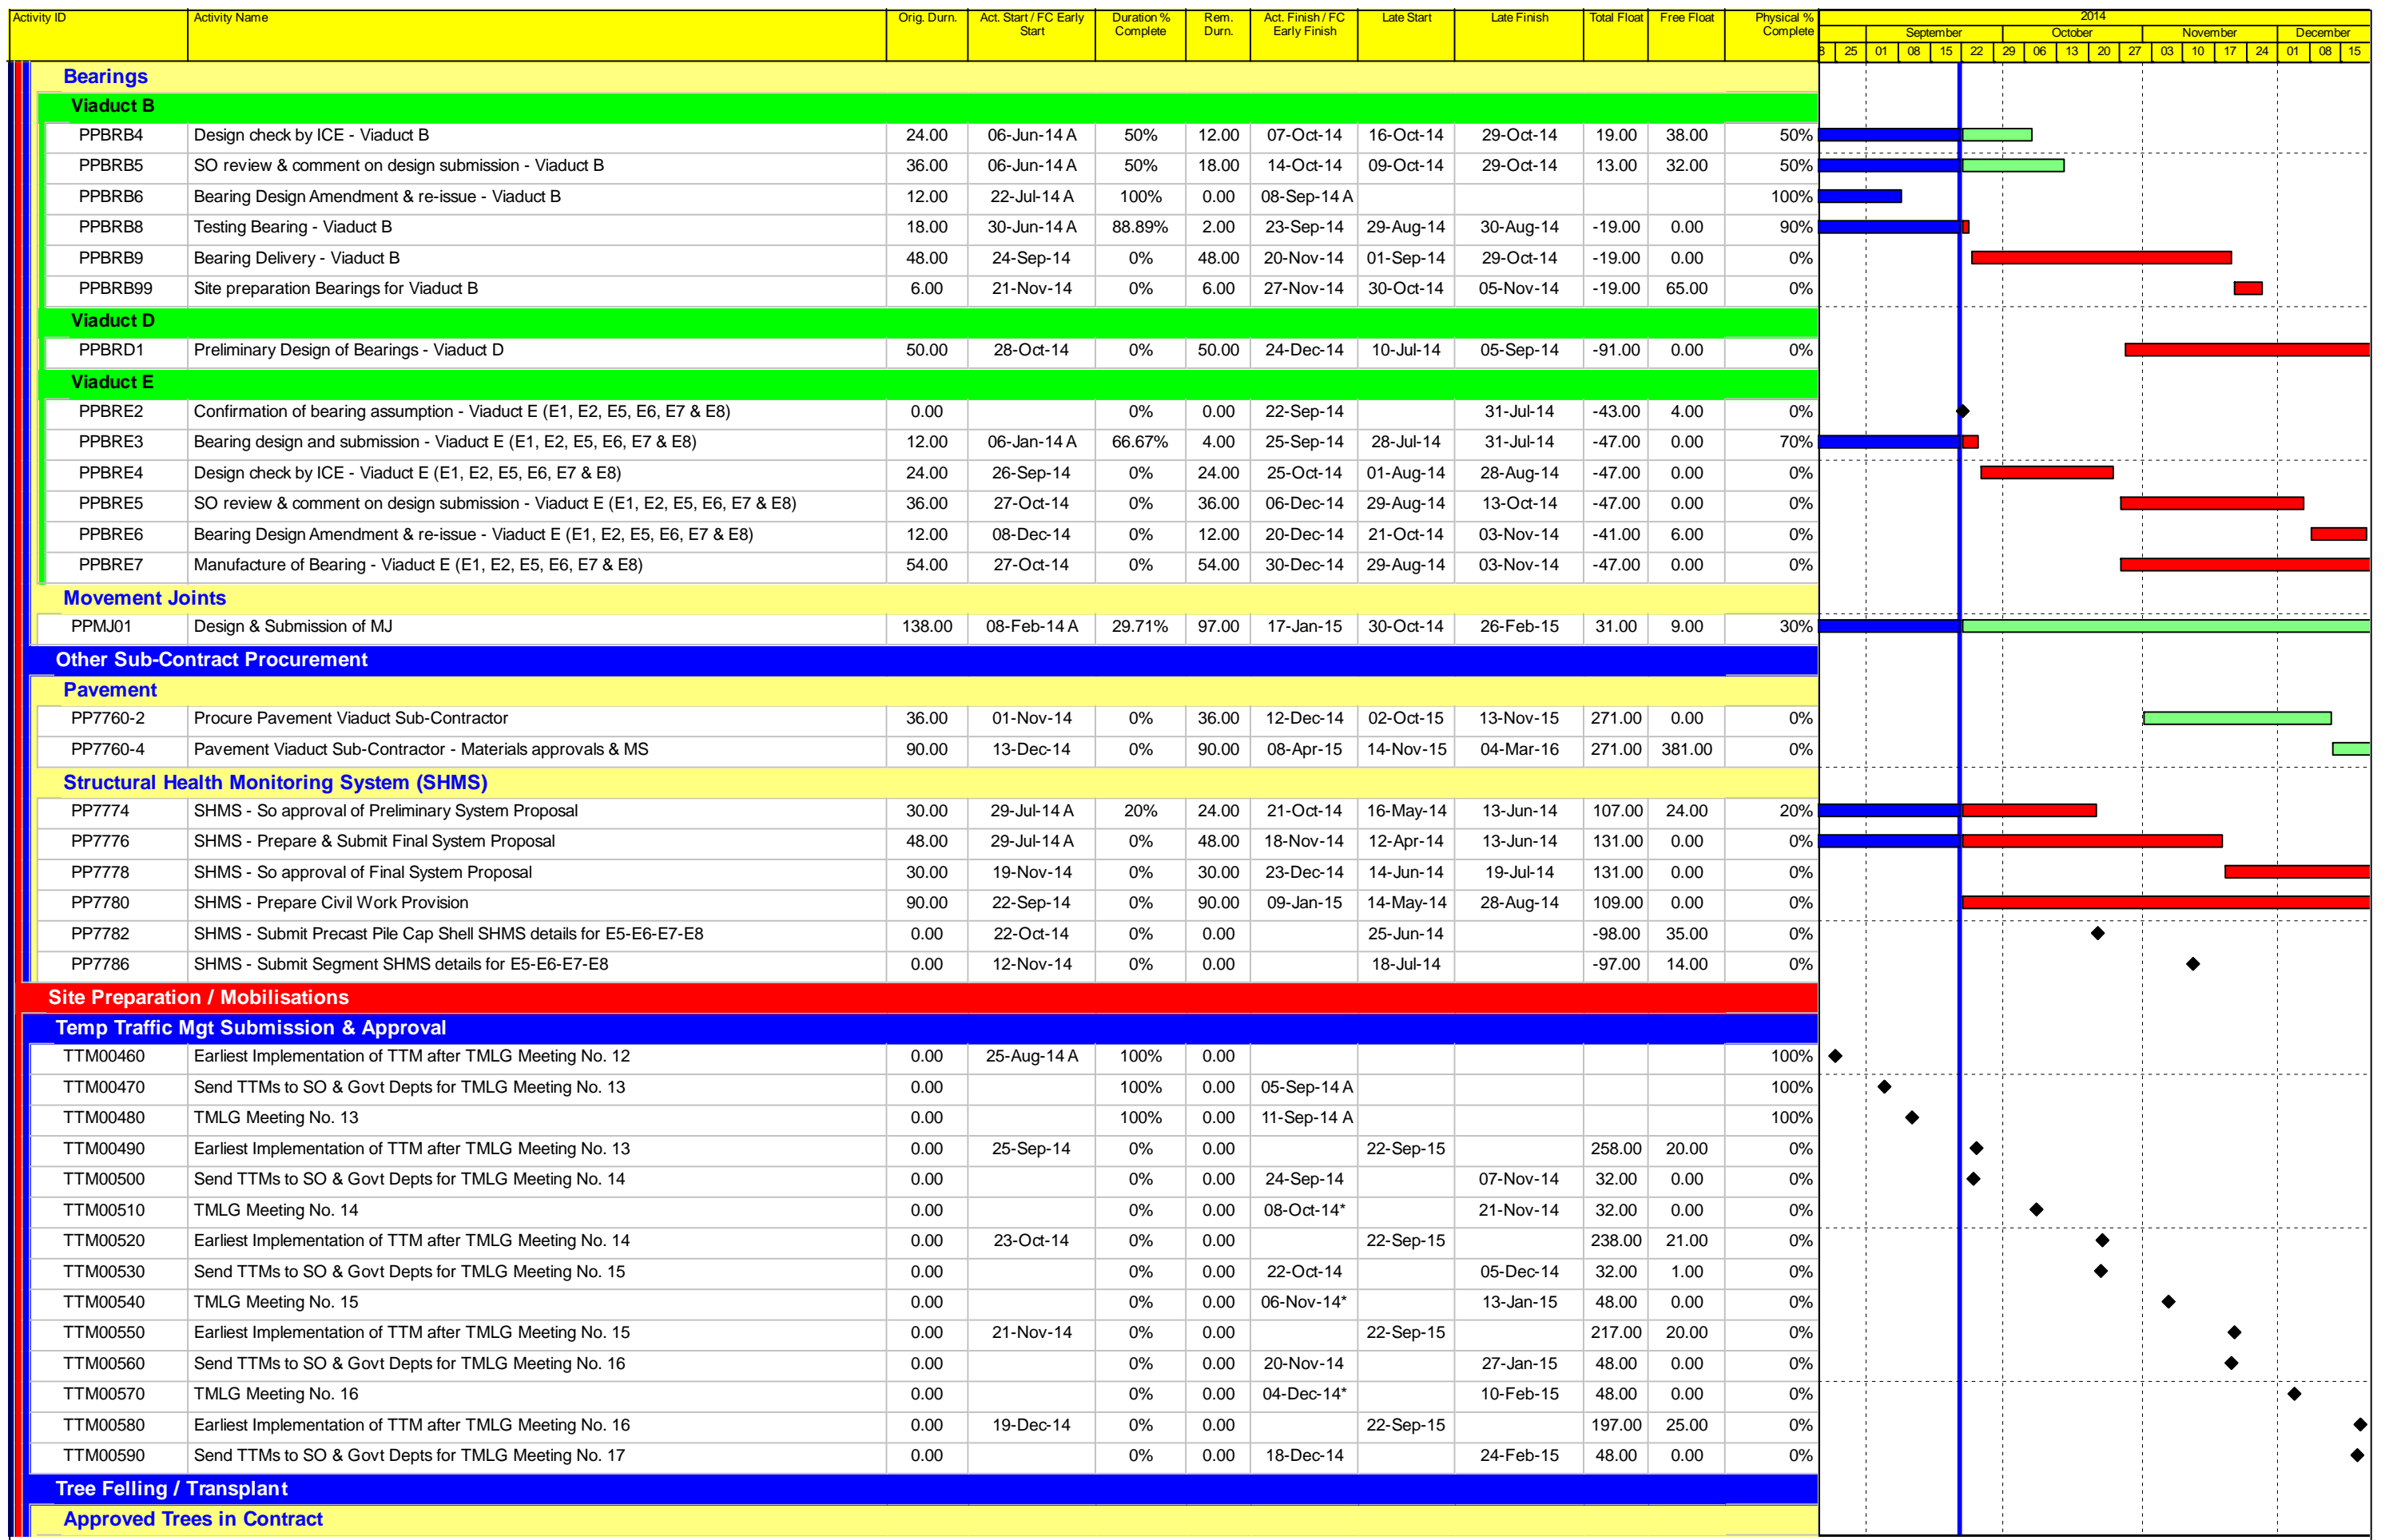 Activity ID Activity Name Orig. Durn. Act. Start / FC Early Start Duration % Complete Rem. Durn. Act. Finish / FC Early Finish Late Start Late Finish Total Float Free Float Physical % Complete 2014
September October November December
8 25 01 08 15 22 29 06 13 20 27 03 10 17 24 01 08 15
Bearings
Viaduct B
PPBRB4 Design check by ICE - Viaduct B 24.00 06-Jun-14 A 50% 12.00 07-Oct-14 16-Oct-14 29-Oct-14 19.00 38.00 50%
PPBRB5 SO review & comment on design submission - Viaduct B 36.00 06-Jun-14 A 50% 18.00 14-Oct-14 09-Oct-14 29-Oct-14 13.00 32.00 50%
PPBRB6 Bearing Design Amendment & re-issue - Viaduct B 12.00 22-Jul-14 A 100% 0.00 08-Sep-14 A 100%
PPBRB8 Testing Bearing - Viaduct B 18.00 30-Jun-14 A 88.89% 2.00 23-Sep-14 29-Aug-14 30-Aug-14 -19.00 0.00 90%
PPBRB9 Bearing Delivery - Viaduct B 48.00 24-Sep-14 0% 48.00 20-Nov-14 01-Sep-14 29-Oct-14 -19.00 0.00 0%
PPBRB99 Site preparation Bearings for Viaduct B 6.00 21-Nov-14 0% 6.00 27-Nov-14 30-Oct-14 05-Nov-14 -19.00 65.00 0%
Viaduct D
PPBRD1 Preliminary Design of Bearings - Viaduct D 50.00 28-Oct-14 0% 50.00 24-Dec-14 10-Jul-14 05-Sep-14 -91.00 0.00 0%
Viaduct E
PPBRE2 Confirmation of bearing assumption - Viaduct E (E1, E2, E5, E6, E7 & E8) 0.00 0% 0.00 22-Sep-14 31-Jul-14 -43.00 4.00 0%
PPBRE3 Bearing design and submission - Viaduct E (E1, E2, E5, E6, E7 & E8) 12.00 06-Jan-14 A 66.67% 4.00 25-Sep-14 28-Jul-14 31-Jul-14 -47.00 0.00 70%
PPBRE4 Design check by ICE - Viaduct E (E1, E2, E5, E6, E7 & E8) 24.00 26-Sep-14 0% 24.00 25-Oct-14 01-Aug-14 28-Aug-14 -47.00 0.00 0%
PPBRE5 SO review & comment on design submission - Viaduct E (E1, E2, E5, E6, E7 & E8) 36.00 27-Oct-14 0% 36.00 06-Dec-14 29-Aug-14 13-Oct-14 -47.00 0.00 0%
PPBRE6 Bearing Design Amendment & re-issue - Viaduct E (E1, E2, E5, E6, E7 & E8) 12.00 08-Dec-14 0% 12.00 20-Dec-14 21-Oct-14 03-Nov-14 -41.00 6.00 0%
PPBRE7 Manufacture of Bearing - Viaduct E (E1, E2, E5, E6, E7 & E8) 54.00 27-Oct-14 0% 54.00 30-Dec-14 29-Aug-14 03-Nov-14 -47.00 0.00 0%
Movement Joints
PPMJ01 Design & Submission of MJ 138.00 08-Feb-14 A 29.71% 97.00 17-Jan-15 30-Oct-14 26-Feb-15 31.00 9.00 30%
Other Sub-Contract Procurement
Pavement
PP7760-2 Procure Pavement Viaduct Sub-Contractor 36.00 01-Nov-14 0% 36.00 12-Dec-14 02-Oct-15 13-Nov-15 271.00 0.00 0%
PP7760-4 Pavement Viaduct Sub-Contractor - Materials approvals & MS 90.00 13-Dec-14 0% 90.00 08-Apr-15 14-Nov-15 04-Mar-16 271.00 381.00 0%
Structural Health Monitoring System (SHMS)
PP7774 SHMS - So approval of Preliminary System Proposal 30.00 29-Jul-14 A 20% 24.00 21-Oct-14 16-May-14 13-Jun-14 107.00 24.00 20%
PP7776 SHMS - Prepare & Submit Final System Proposal 48.00 29-Jul-14 A 0% 48.00 18-Nov-14 12-Apr-14 13-Jun-14 131.00 0.00 0%
PP7778 SHMS - So approval of Final System Proposal 30.00 19-Nov-14 0% 30.00 23-Dec-14 14-Jun-14 19-Jul-14 131.00 0.00 0%
PP7780 SHMS - Prepare Civil Work Provision 90.00 22-Sep-14 0% 90.00 09-Jan-15 14-May-14 28-Aug-14 109.00 0.00 0%
PP7782 SHMS - Submit Precast Pile Cap Shell SHMS details for E5-E6-E7-E8 0.00 22-Oct-14 0% 0.00 25-Jun-14 -98.00 35.00 0%
PP7786 SHMS - Submit Segment SHMS details for E5-E6-E7-E8 0.00 12-Nov-14 0% 0.00 18-Jul-14 -97.00 14.00 0%
Site Preparation / Mobilisations
Temp Traffic Mgt Submission & Approval
TTM00460 Earliest Implementation of TTM after TMLG Meeting No. 12 0.00 25-Aug-14 A 100% 0.00 100%
TTM00470 Send TTMs to SO & Govt Depts for TMLG Meeting No. 13 0.00 100% 0.00 05-Sep-14 A 100%
TTM00480 TMLG Meeting No. 13 0.00 100% 0.00 11-Sep-14 A 100%
TTM00490 Earliest Implementation of TTM after TMLG Meeting No. 13 0.00 25-Sep-14 0% 0.00 22-Sep-15 258.00 20.00 0%
TTM00500 Send TTMs to SO & Govt Depts for TMLG Meeting No. 14 0.00 0% 0.00 24-Sep-14 07-Nov-14 32.00 0.00 0%
TTM00510 TMLG Meeting No. 14 0.00 0% 0.00 08-Oct-14* 21-Nov-14 32.00 0.00 0%
TTM00520 Earliest Implementation of TTM after TMLG Meeting No. 14 0.00 23-Oct-14 0% 0.00 22-Sep-15 238.00 21.00 0%
TTM00530 Send TTMs to SO & Govt Depts for TMLG Meeting No. 15 0.00 0% 0.00 22-Oct-14 05-Dec-14 32.00 1.00 0%
TTM00540 TMLG Meeting No. 15 0.00 0% 0.00 06-Nov-14* 13-Jan-15 48.00 0.00 0%
TTM00550 Earliest Implementation of TTM after TMLG Meeting No. 15 0.00 21-Nov-14 0% 0.00 22-Sep-15 217.00 20.00 0%
TTM00560 Send TTMs to SO & Govt Depts for TMLG Meeting No. 16 0.00 0% 0.00 20-Nov-14 27-Jan-15 48.00 0.00 0%
TTM00570 TMLG Meeting No. 16 0.00 0% 0.00 04-Dec-14* 10-Feb-15 48.00 0.00 0%
TTM00580 Earliest Implementation of TTM after TMLG Meeting No. 16 0.00 19-Dec-14 0% 0.00 22-Sep-15 197.00 25.00 0%
TTM00590 Send TTMs to SO & Govt Depts for TMLG Meeting No. 17 0.00 0% 0.00 18-Dec-14 24-Feb-15 48.00 0.00 0%
Tree Felling / Transplant
Approved Trees in Contract